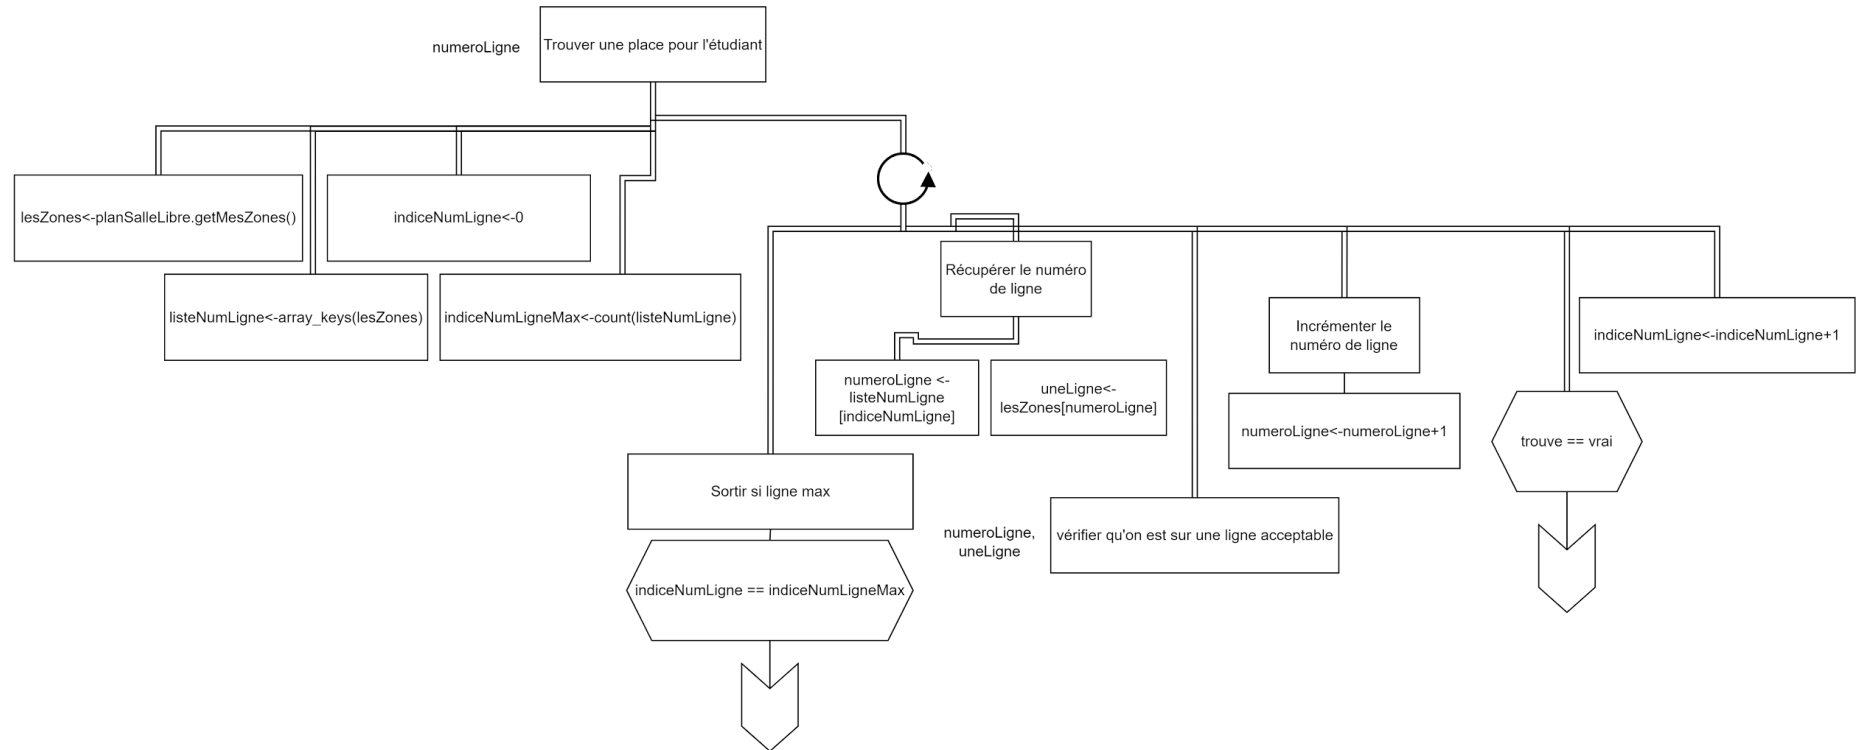 numeroLigne
Trouver une place pour l'étudiant
lesZones<-planSalleLibre.getMesZones()
indiceNumLigne<-0
listeNumLigne<-array_keys(lesZones)
indiceNumLigneMax<-count(listeNumLigne)
Récupérer le numéro
de ligne
numeroLigne <-
listeNumLigne
[indiceNumLigne]
uneLigne<-
lesZones[numeroLigne]
Incrémenter le
numéro de ligne
numeroLigne<-numeroLigne+1
indiceNumLigne<-indiceNumLigne+1
trouve == vrai
Sortir si ligne max
indiceNumLigne == indiceNumLigneMax
numeroLigne,
uneLigne
vérifier qu'on est sur une ligne acceptable